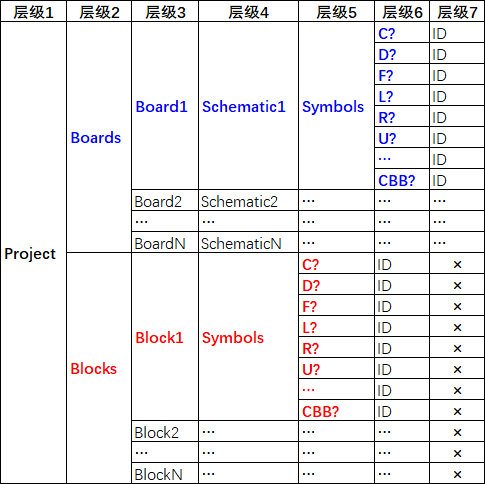 层级1 层级2 层级3 层级4 层级5 层级6 层级7
C? ID
D? ID
F? ID
L? ID
R? ID
U? ID
… ID
CBB? ID
Board1 Schematic1 Symbols
Boards
Board2 Schematic2 … … …
… … … … …
BoardN SchematicN … … …
Project
C? ID ×
D? ID ×
F? ID ×
L? ID ×
R? ID ×
U? ID ×
… ID ×
CBB? ID ×
Block1 Symbols
Blocks
Block2 … … … ×
… … … … ×
BlockN … … … ×